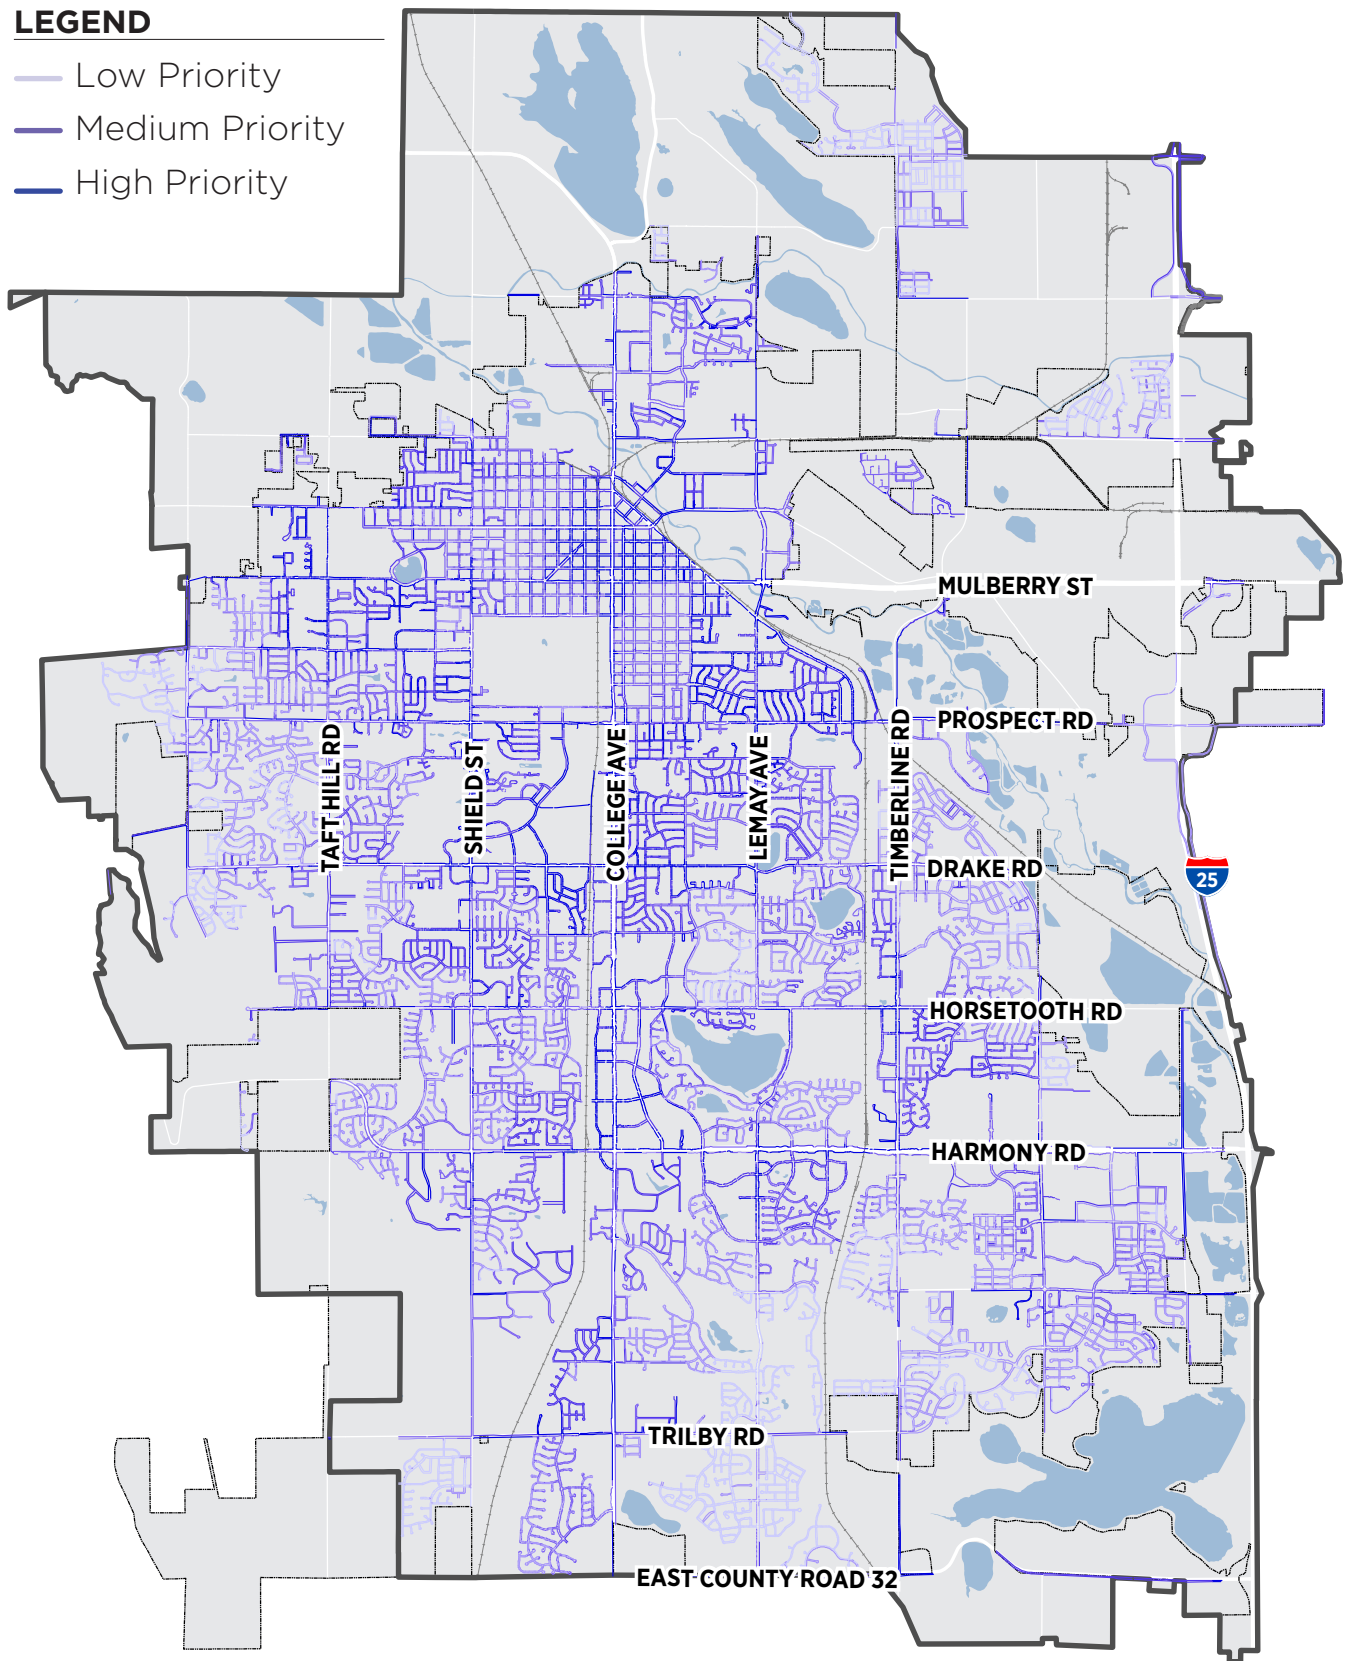 LEGEND
Low Priority
Medium Priority
High Priority
MULBERRY ST
PROSPECT RD
TAFT HILL RD
SHIELD ST
COLLEGE AVE
LEMAY AVE
TIMBERLINE RD
DRAKE RD
25
HORSETOOTH RD
HARMONY RD
TRILBY RD
EAST COUNTY ROAD 32